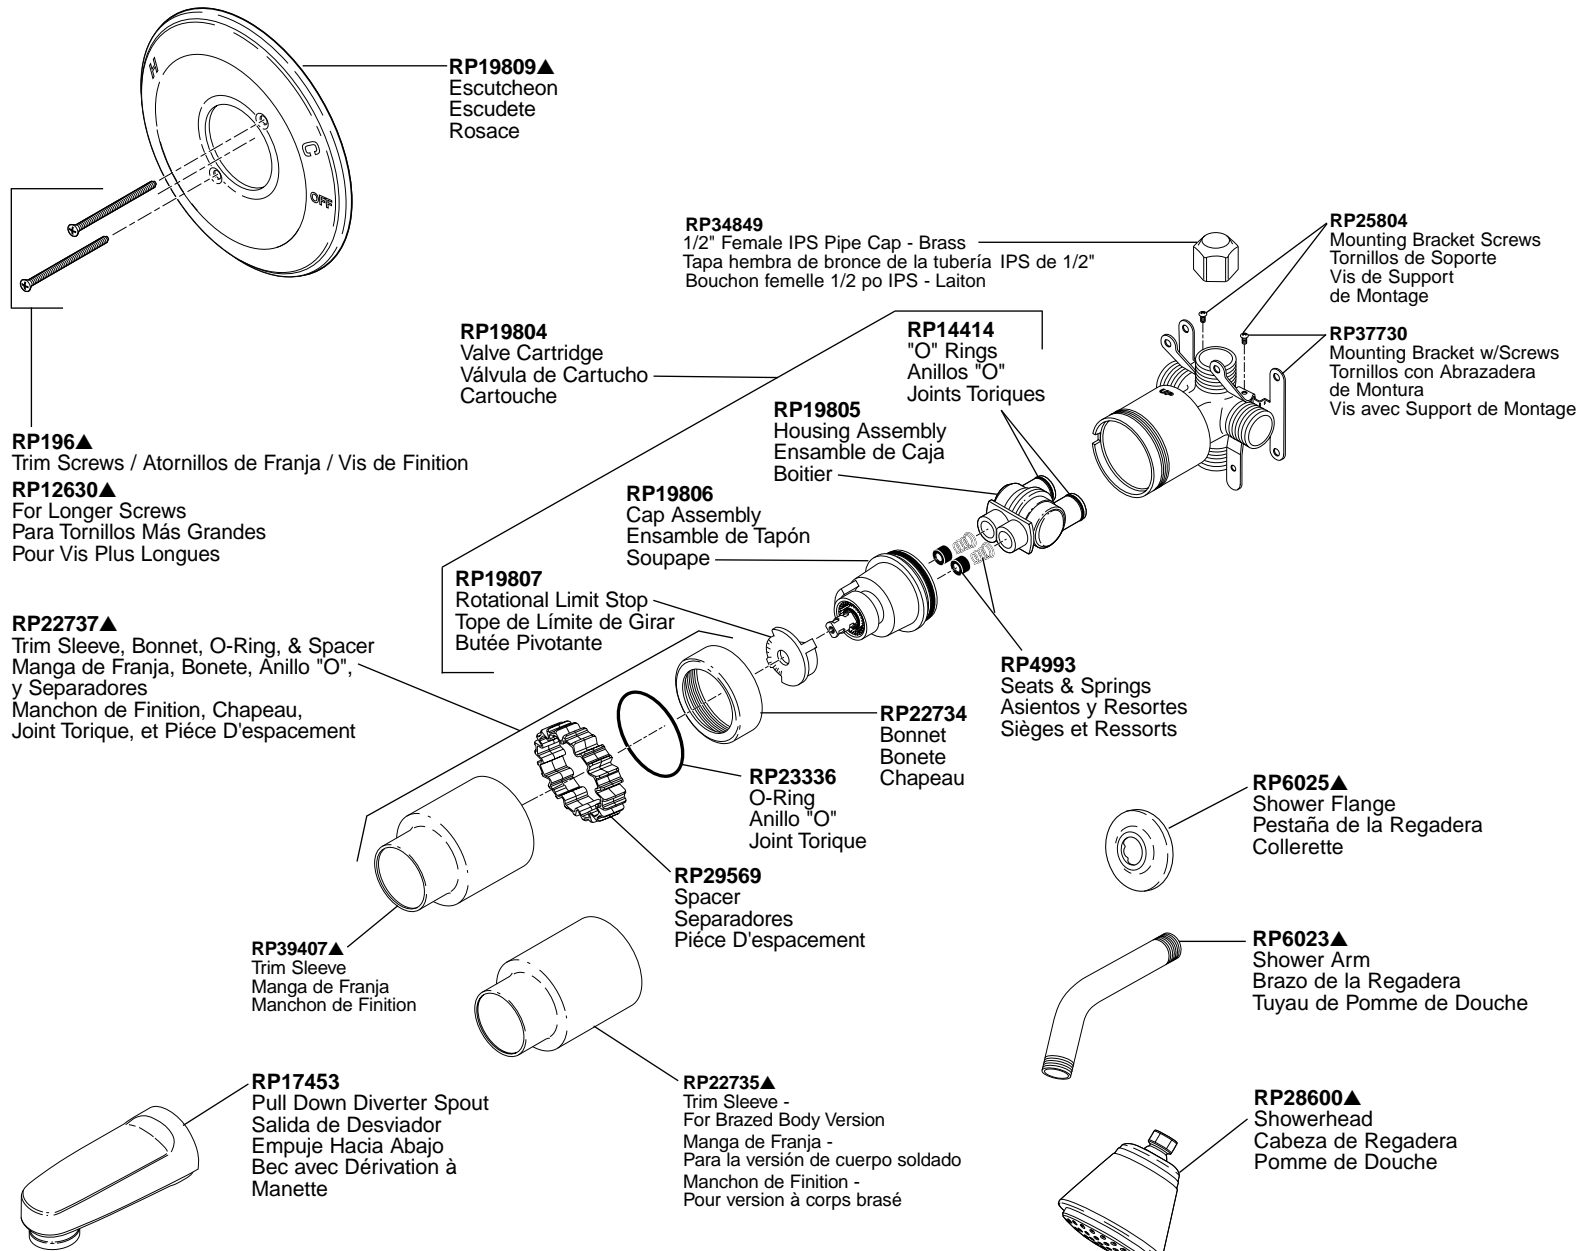 RP19809▲
Escutcheon
Escudete
Rosace
H
C
OFF
RP34849
1/2" Female IPS Pipe Cap - Brass
Tapa hembra de bronce de la tubería IPS de 1/2"
Bouchon femelle 1/2 po IPS - Laiton
RP25804
Mounting Bracket Screws
Tornillos de Soporte
Vis de Support
de Montage
RP37730
Mounting Bracket w/Screws
Tornillos con Abrazadera
de Montura
Vis avec Support de Montage
RP19804
Valve Cartridge
Válvula de Cartucho
Cartouche
RP14414
"O" Rings
Anillos "O"
Joints Toriques
RP19805
Housing Assembly
Ensamble de Caja
Boitier
RP196▲
Trim Screws / Atornillos de Franja / Vis de Finition
RP12630▲
For Longer Screws
Para Tornillos Más Grandes
Pour Vis Plus Longues
RP19806
Cap Assembly
Ensamble de Tapón
Soupape
RP19807
Rotational Limit Stop
Tope de Límite de Girar
Butée Pivotante
RP22737▲
Trim Sleeve, Bonnet, O-Ring, & Spacer
Manga de Franja, Bonete, Anillo "O",
y Separadores
Manchon de Finition, Chapeau,
Joint Torique, et Piéce D'espacement
RP4993
Seats & Springs
Asientos y Resortes
Sièges et Ressorts
RP22734
Bonnet
Bonete
Chapeau
RP23336
O-Ring
Anillo "O"
Joint Torique
RP29569
Spacer
Separadores
Piéce D'espacement
RP6025▲
Shower Flange
Pestaña de la Regadera
Collerette
RP39407▲
Trim Sleeve
Manga de Franja
Manchon de Finition
RP6023▲
Shower Arm
Brazo de la Regadera
Tuyau de Pomme de Douche
RP17453
Pull Down Diverter Spout
Salida de Desviador
Empuje Hacia Abajo
Bec avec Dérivation à
Manette
RP22735▲
Trim Sleeve -
For Brazed Body Version
Manga de Franja -
Para la versión de cuerpo soldado
Manchon de Finition -
Pour version à corps brasé
RP28600▲
Showerhead
Cabeza de Regadera
Pomme de Douche